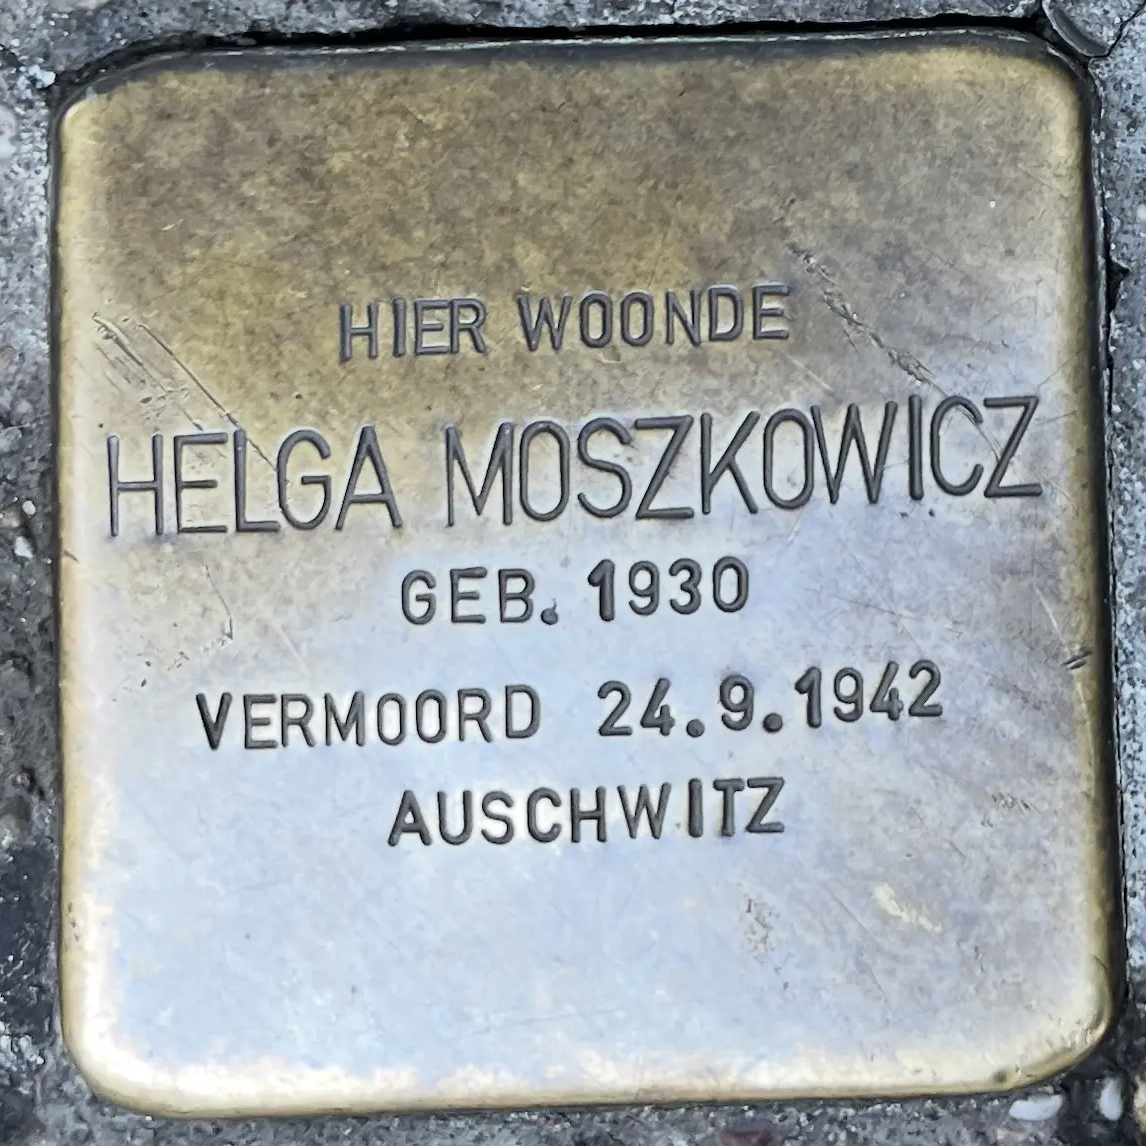 HIER WOONDE
HELGA MOSZKOWICZ
GEB. 1930
VERMOORD 24.9.1942
AUSCHWITZ